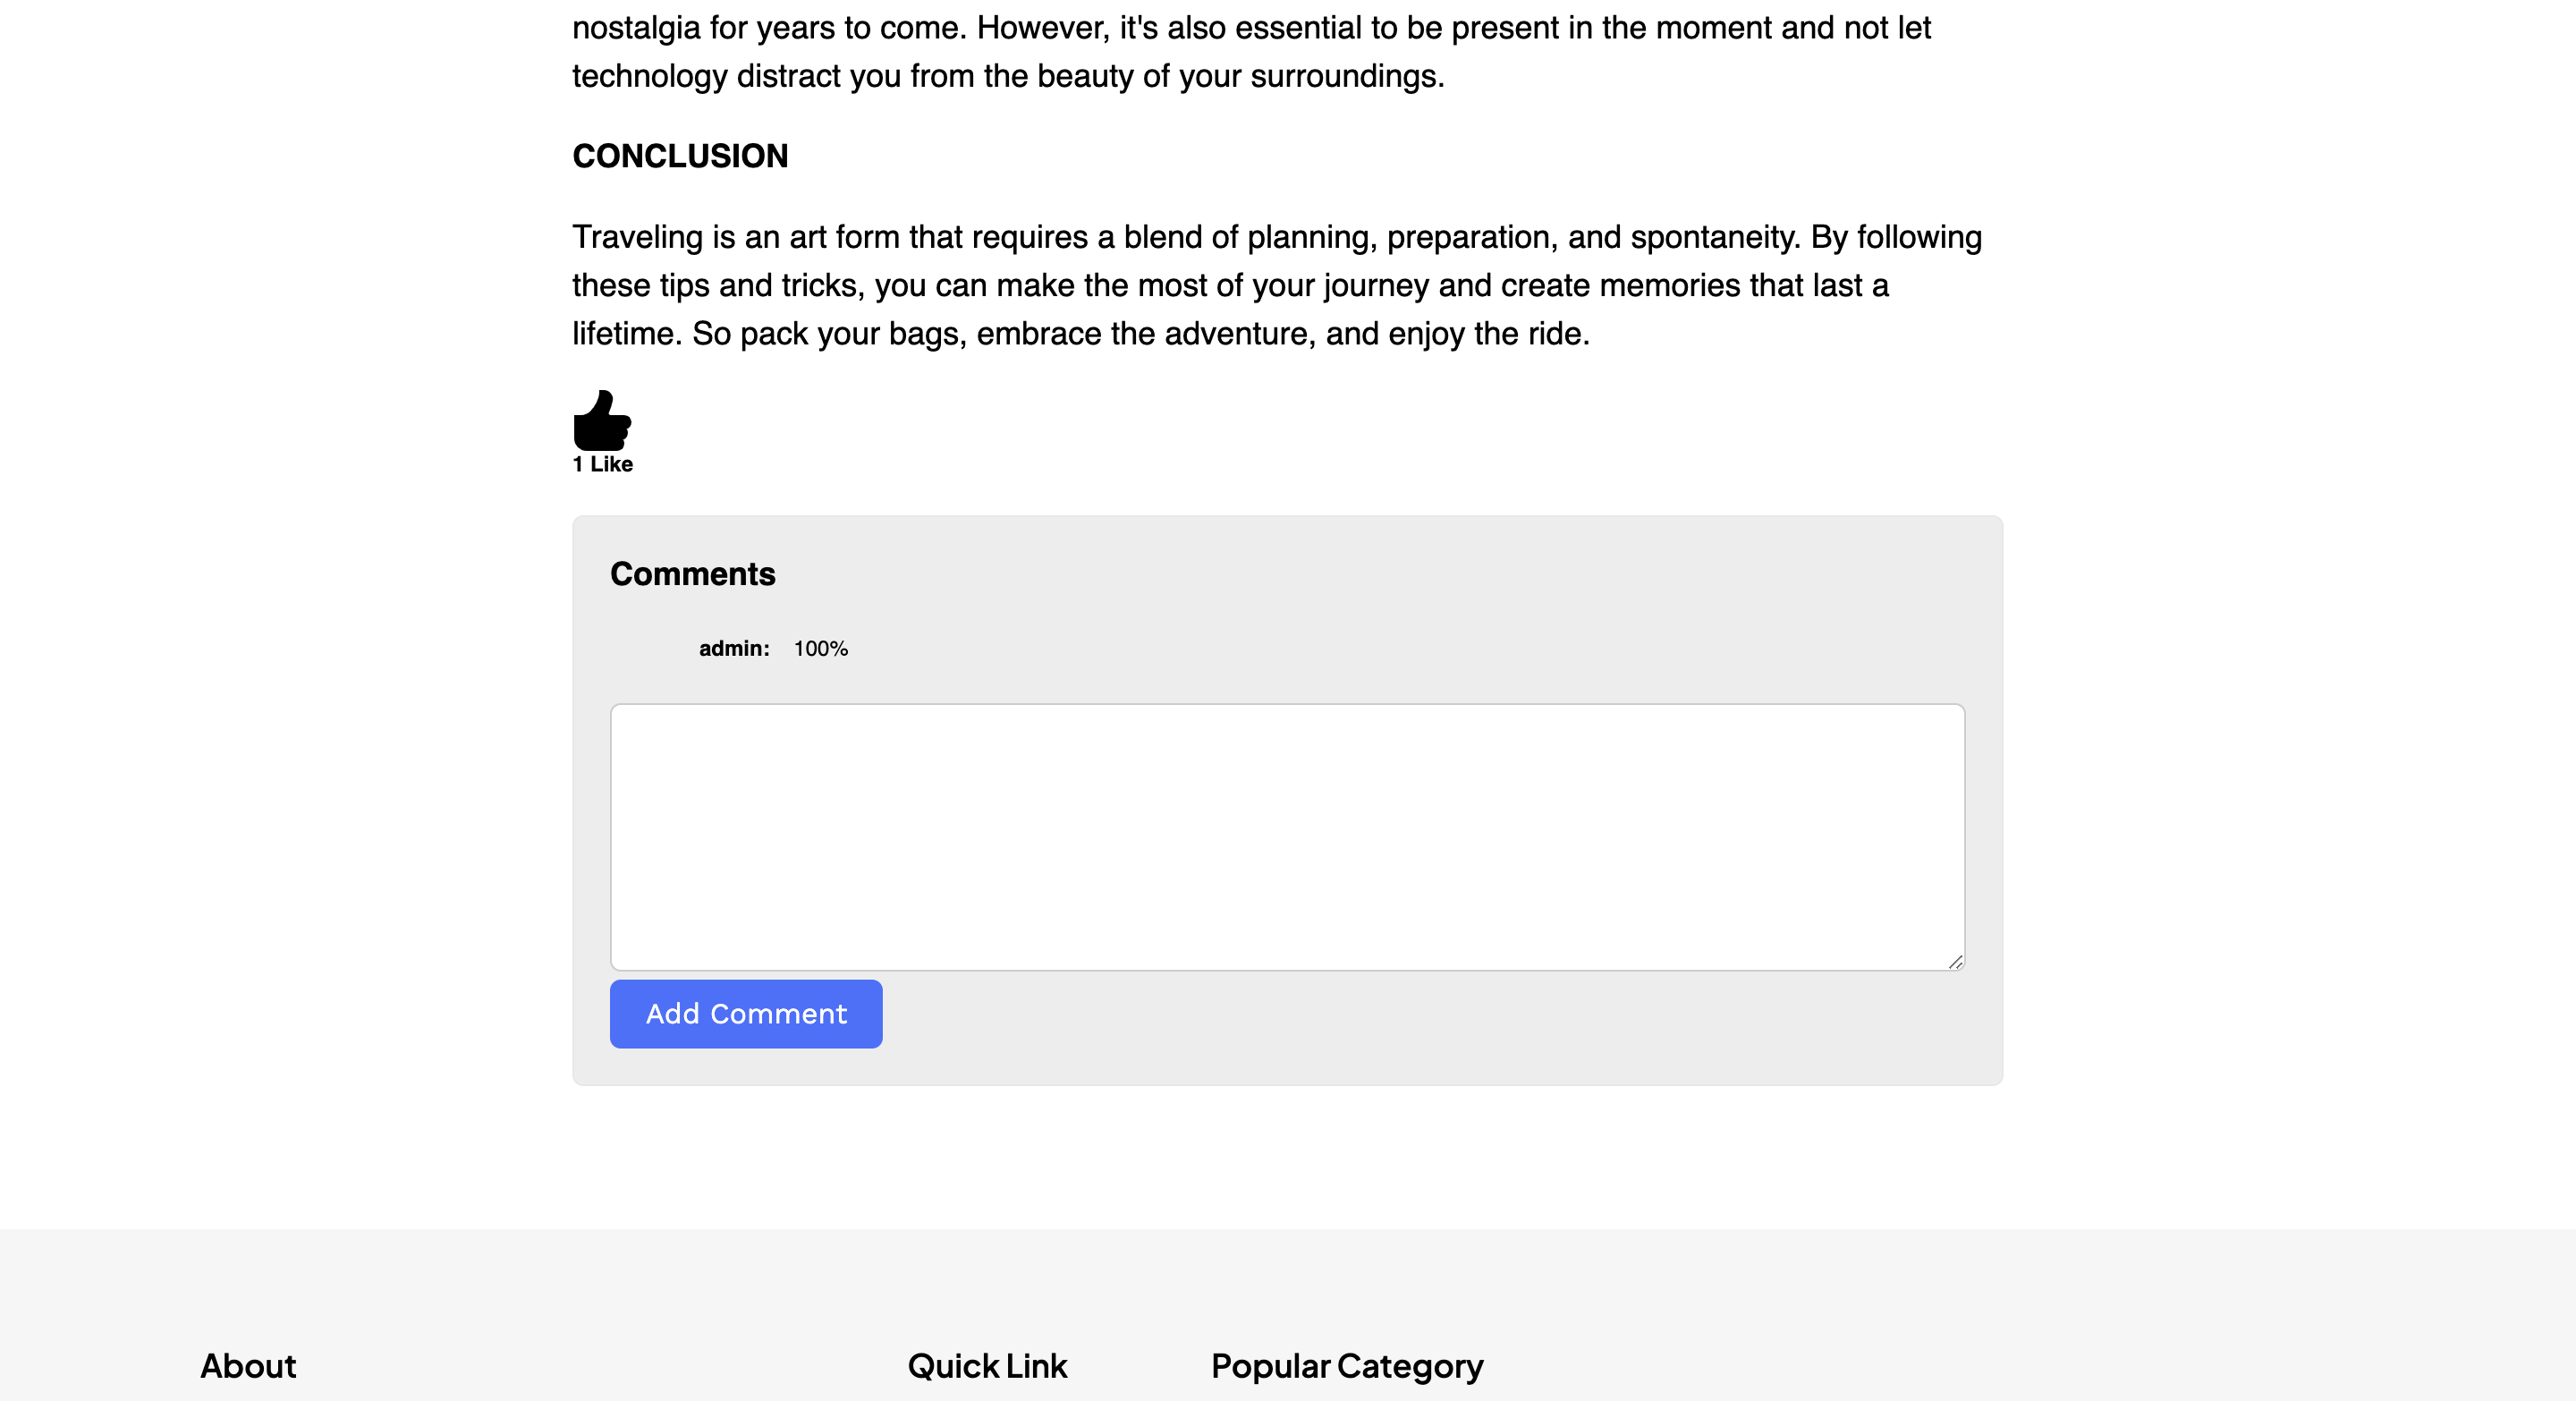 nostalgia for years to come. However, it's also essential to be present in the moment and not let
technology distract you from the beauty of your surroundings.
CONCLUSION
Traveling is an art form that requires a blend of planning, preparation, and spontaneity. By following
these tips and tricks, you can make the most of your journey and create memories that last a
lifetime. So pack your bags, embrace the adventure, and enjoy the ride.
1 Like
Comments
admin: 100%
Add Comment
About
Quick Link
Popular Category